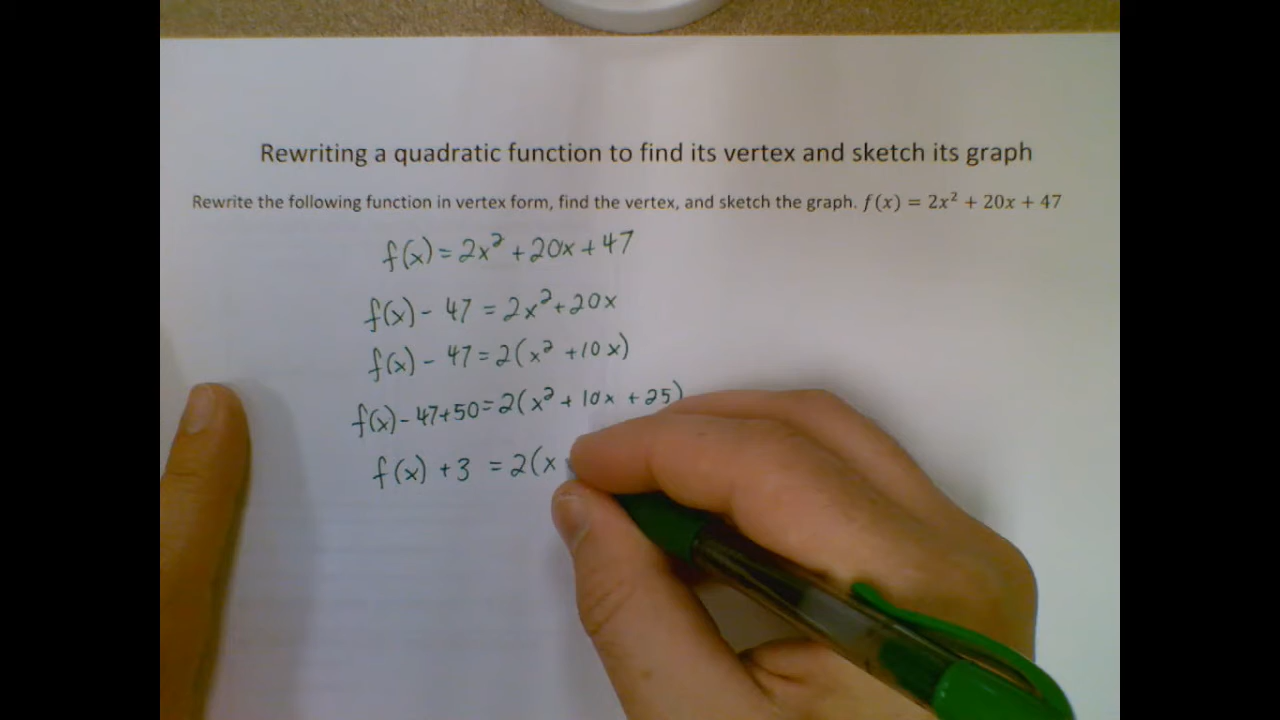 Rewriting a quadratic function to find its vertex and sketch its graph
Rewrite the following function in vertex form, find the vertex, and sketch the graph. f(x) = 2x² + 20x + 47
f(x) = 2x² + 20x + 47
f(x) - 47 = 2x² + 20x
f(x) - 47 = 2(x² + 10x)
f(x) - 47 + 50 = 2(x² + 10x + 25)
f(x) + 3 = 2(x